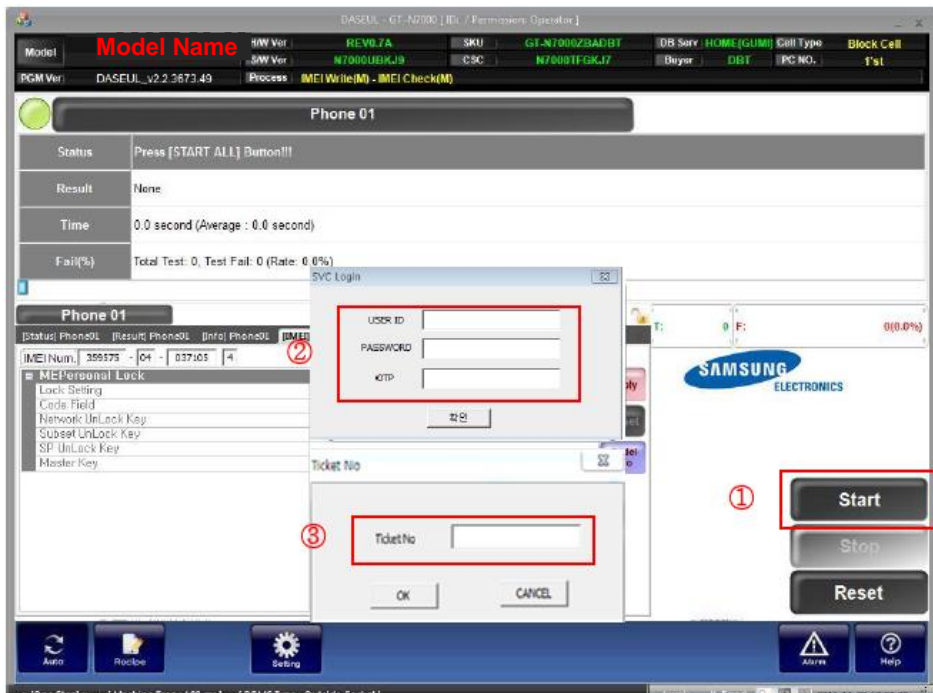 DASEUL - GT-N7000 [ IDc / Permission: Operator ]
Model Model Name H/W Ver REV0.7A SKU GT-N7000ZBADBT DB Serv HOME(GUMI) Cell Type Block Cell
S/W Ver N7000UBKJ9 CSC N7000TFGKJ7 Buyer DBT PC NO. 1'st
PGM Ver DASEUL_v2.2.3673.49 Process IMEI Write(M) - IMEI Check(M)
Phone 01
Status Press [START ALL] Button!!!
Result None
Time 0.0 second (Average : 0.0 second)
Fail(%) Total Test: 0, Test Fail: 0 (Rate: 0.0%)
SVC Login
②
USER ID
PASSWORD
OTP
확인
Phone 01
[Status] Phone01 [Result] Phone01 [Info] Phone01
IMEI Num. 359575 - 04 - 037105 4
MEPersonal Lock
Lock Setting
Code Field
Network UnLock Key
Subset UnLock Key
SP UnLock Key
Master Key
T: 0 F: 0(0.0%)
SAMSUNG
ELECTRONICS
Ticket No
③
Ticket No
OK CANCEL
①
Start
Stop
Reset
Auto Recipe Setting Alarm Help